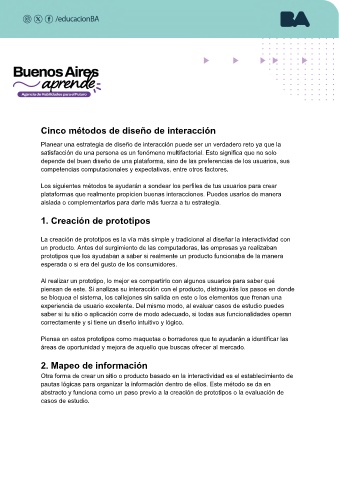 /educacionBA
BA
Buenos Aires
aprende
Agencia de Habilidades para el Futuro
Cinco métodos de diseño de interacción
Planear una estrategia de diseño de interacción puede ser un verdadero reto ya que la
satisfacción de una persona es un fenómeno multifactorial. Esto significa que no solo
depende del buen diseño de una plataforma, sino de las preferencias de los usuarios, sus
competencias computacionales y expectativas, entre otros factores.
Los siguientes métodos te ayudarán a sondear los perfiles de tus usuarios para crear
plataformas que realmente propicien buenas interacciones. Puedes usarlos de manera
aislada o complementarlos para darle más fuerza a tu estrategia.
1. Creación de prototipos
La creación de prototipos es la vía más simple y tradicional al diseñar la interactividad con
un producto. Antes del surgimiento de las computadoras, las empresas ya realizaban
prototipos que los ayudaban a saber si realmente un producto funcionaba de la manera
esperada o si era del gusto de los consumidores.
Al realizar un prototipo, lo mejor es compartirlo con algunos usuarios para saber qué
piensan de este. Si analizas su interacción con el producto, distinguirás los pasos en donde
se bloquea el sistema, los callejones sin salida en este o los elementos que frenan una
experiencia de usuario excelente. Del mismo modo, al evaluar casos de estudio puedes
saber si tu sitio o aplicación corre de modo adecuado, si todas sus funcionalidades operan
correctamente y si tiene un diseño intuitivo y lógico.
Piensa en estos prototipos como maquetas o borradores que te ayudarán a identificar las
áreas de oportunidad y mejora de aquello que buscas ofrecer al mercado.
2. Mapeo de información
Otra forma de crear un sitio o producto basado en la interactividad es el establecimiento de
pautas lógicas para organizar la información dentro de ellos. Este método se da en
abstracto y funciona como un paso previo a la creación de prototipos o la evaluación de
casos de estudio.